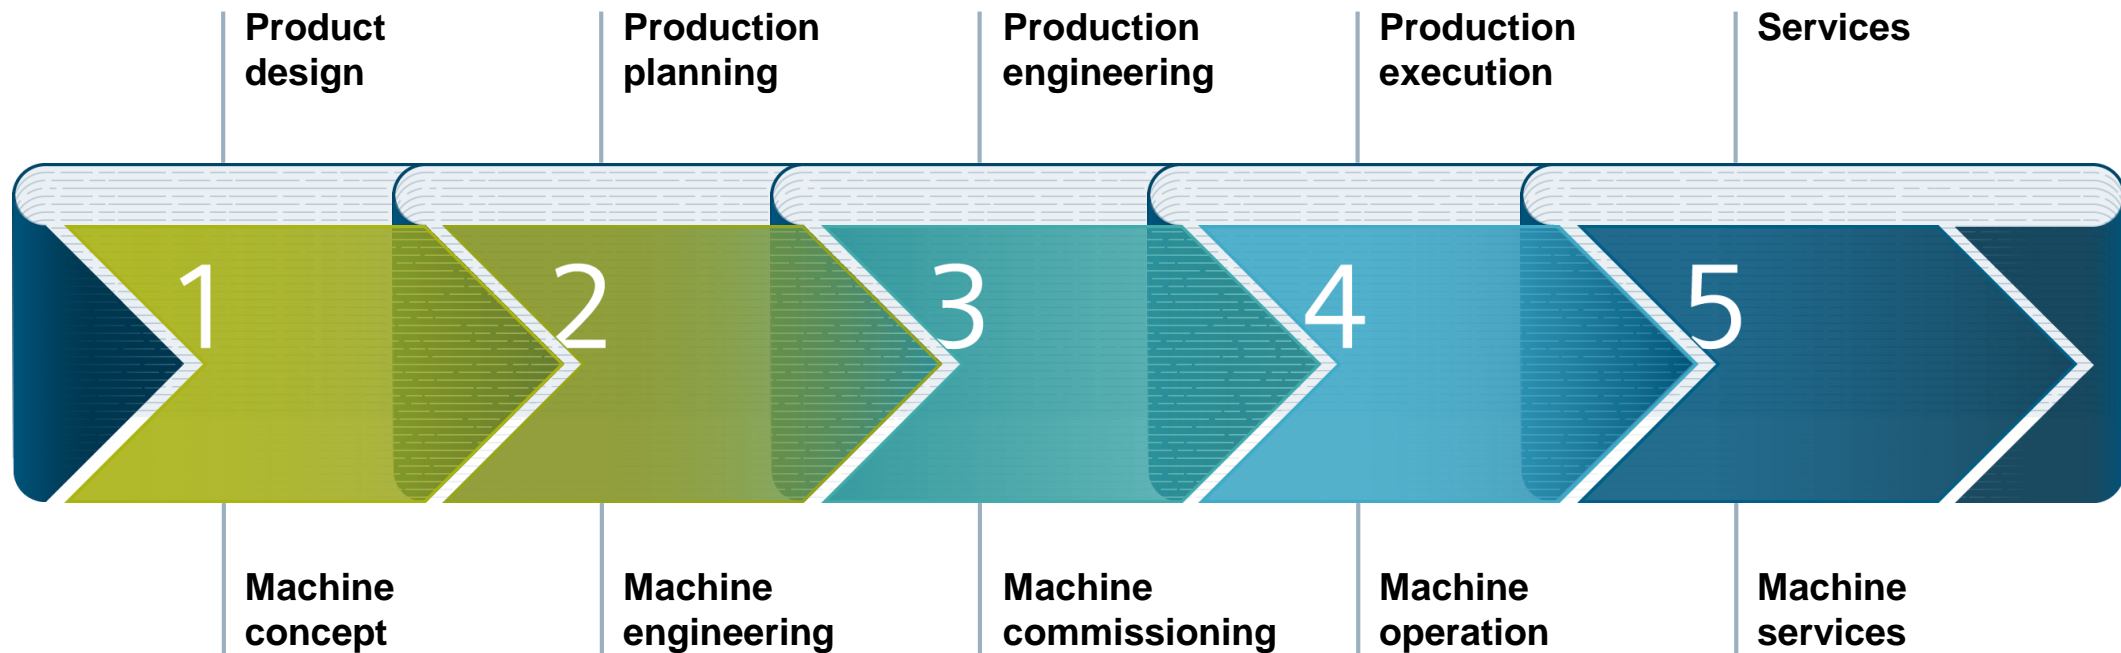 Product
design
Production
planning
Production
engineering
Production
execution
Services
1
2
3
4
5
Machine
concept
Machine
engineering
Machine
commissioning
Machine
operation
Machine
services